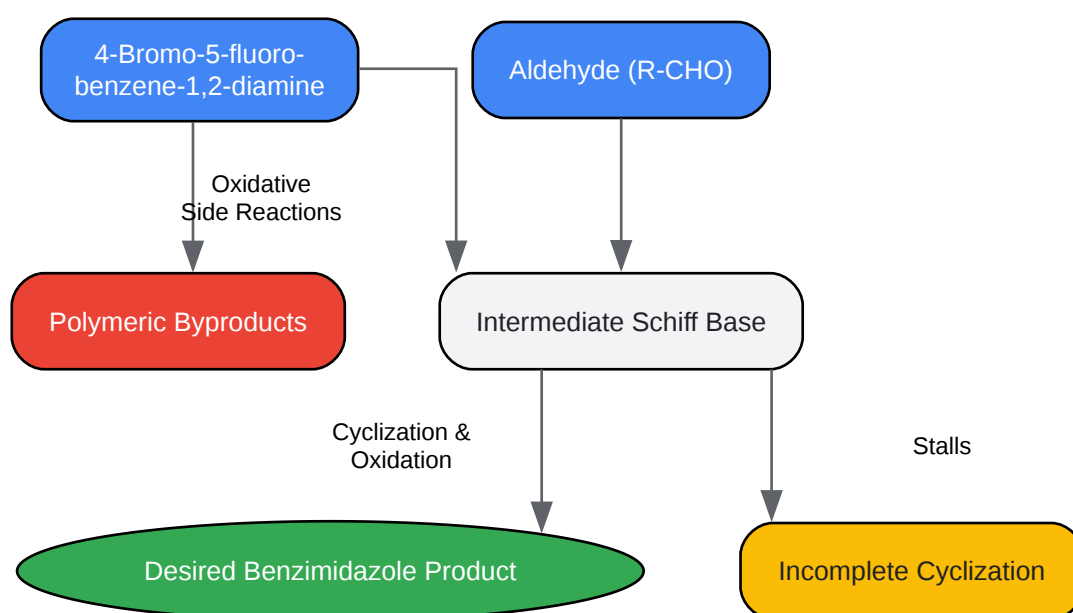 4-Bromo-5-fluoro-
benzene-1,2-diamine
Aldehyde (R-CHO)
Oxidative
Side Reactions
Polymeric Byproducts
Intermediate Schiff Base
Cyclization &
Oxidation
Stalls
Desired Benzimidazole Product
Incomplete Cyclization